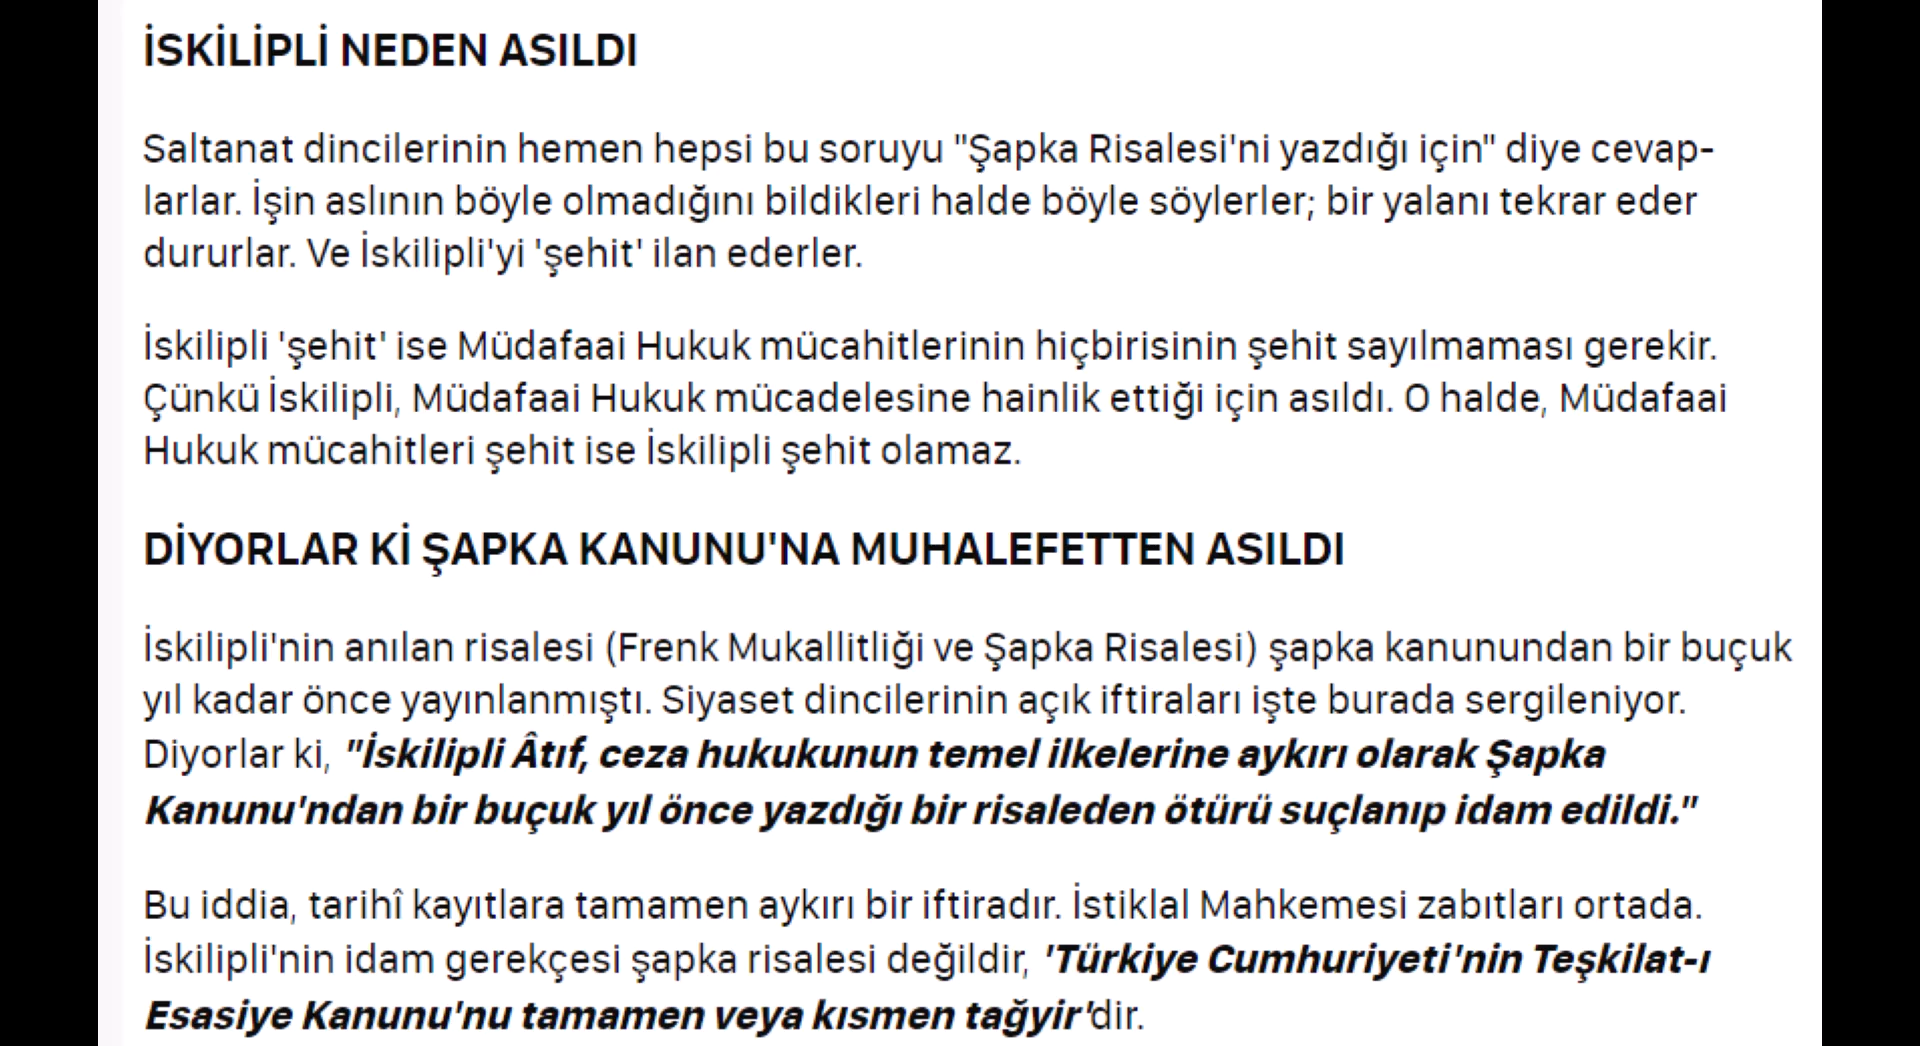 İSKİLİPLİ NEDEN ASILDI
Saltanat dincilerinin hemen hepsi bu soruyu "Şapka Risalesi'ni yazdığı için" diye cevap-
larlar. İşin aslının böyle olmadığını bildikleri halde böyle söylerler; bir yalanı tekrar eder
dururlar. Ve İskilipli'yi 'şehit' ilan ederler.
İskilipli 'şehit' ise Müdafaai Hukuk mücahitlerinin hiçbirisinin şehit sayılmaması gerekir.
Çünkü İskilipli, Müdafaai Hukuk mücadelesine hainlik ettiği için asıldı. O halde, Müdafaai
Hukuk mücahitleri şehit ise İskilipli şehit olamaz.
DİYORLAR Kİ ŞAPKA KANUNU'NA MUHALEFETTEN ASILDI
İskilipli'nin anılan risalesi (Frenk Mukallitliği ve Şapka Risalesi) şapka kanunundan bir buçuk
yıl kadar önce yayınlanmıştı. Siyaset dincilerinin açık iftiraları işte burada sergileniyor.
Diyorlar ki, "İskilipli Âtıf, ceza hukukunun temel ilkelerine aykırı olarak Şapka
Kanunu'ndan bir buçuk yıl önce yazdığı bir risaleden ötürü suçlanıp idam edildi."
Bu iddia, tarihî kayıtlara tamamen aykırı bir iftiradır. İstiklal Mahkemesi zabıtları ortada.
İskilipli'nin idam gerekçesi şapka risalesi değildir, 'Türkiye Cumhuriyeti'nin Teşkilat-ı
Esasiye Kanunu'nu tamamen veya kısmen tağyir'dir.